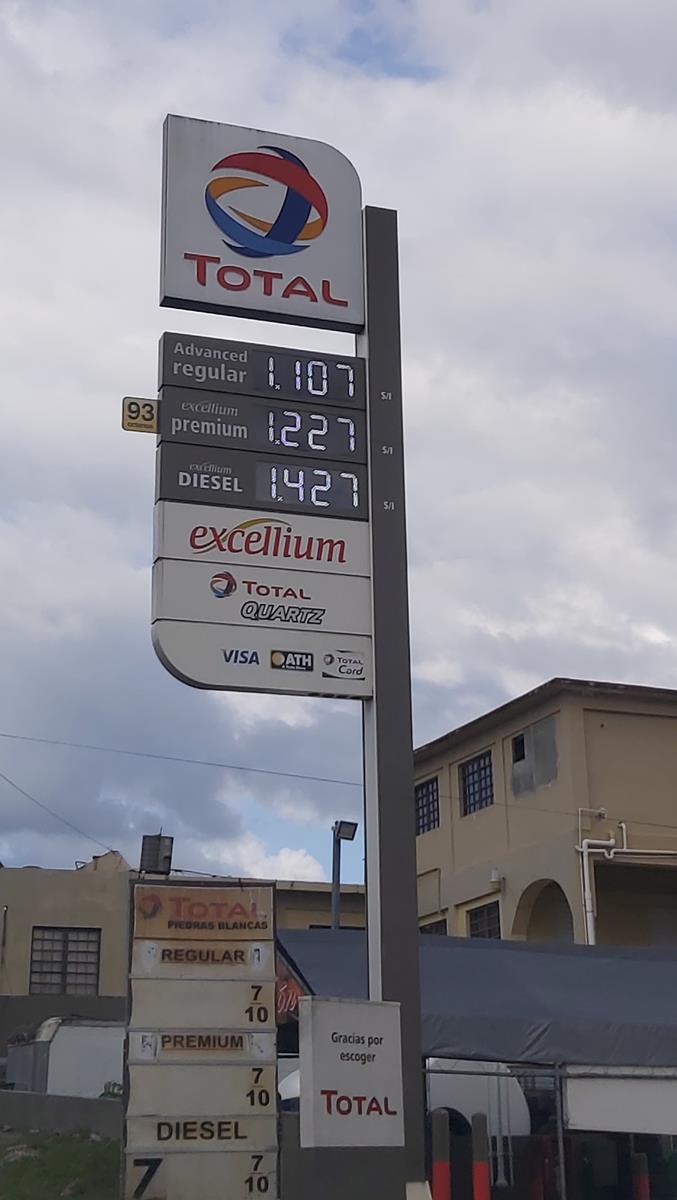 TOTAL
Advanced
regular 1.107
S/l
93
octanos
excellium
premium 1.227
S/l
excellium
DIESEL 1.427
S/l
excellium
TOTAL
QUARTZ
VISA ATH TOTAL
Card
TOTAL
PIEDRAS BLANCAS
REGULAR
7
10
PREMIUM
7
10
DIESEL
7 7
10
Gracias por
escoger
TOTAL